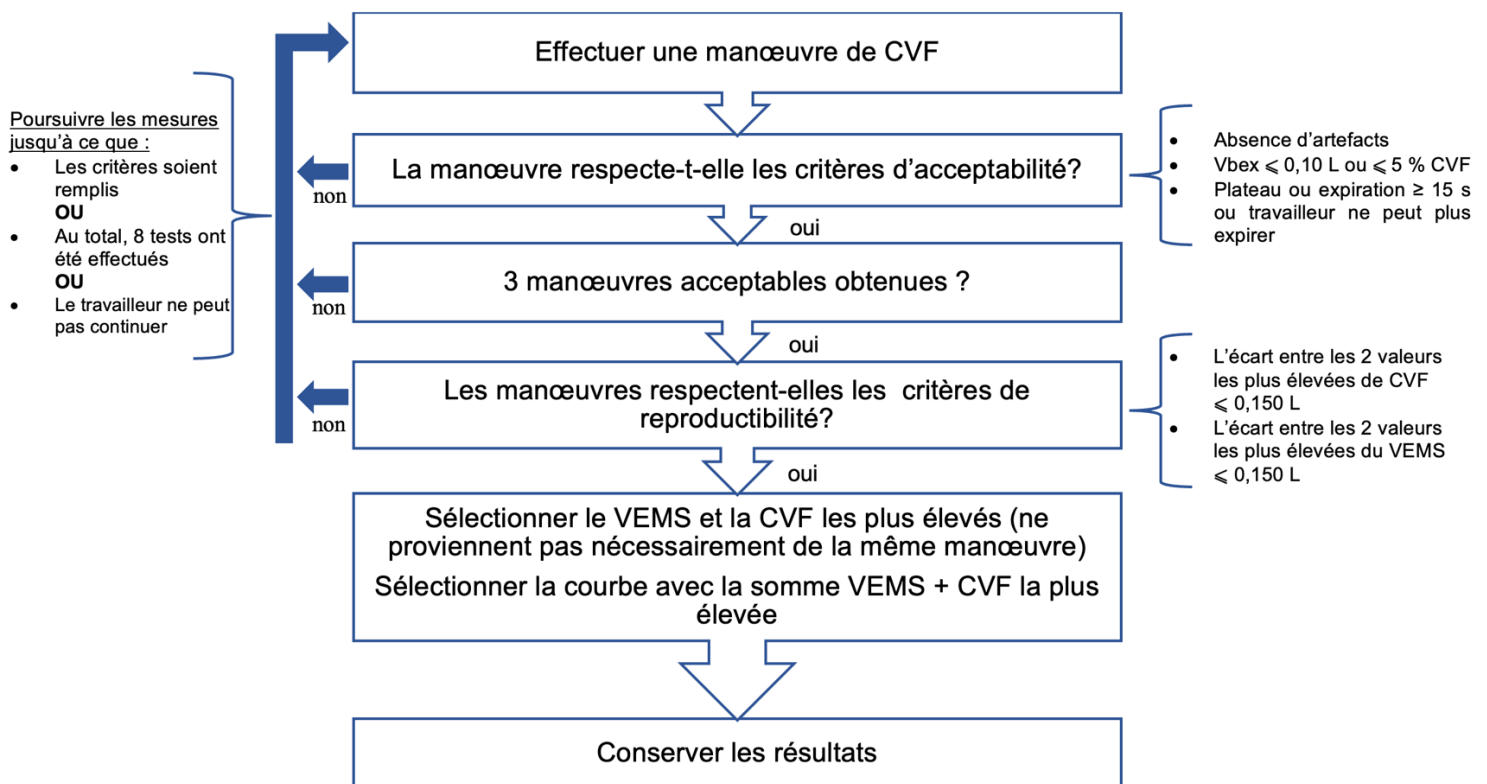 Effectuer une manœuvre de CVF
Poursuivre les mesures
jusqu’à ce que :
• Les critères soient
remplis
OU
• Au total, 8 tests ont
été effectués
OU
• Le travailleur ne peut
pas continuer
La manœuvre respecte-t-elle les critères d’acceptabilité?
non
oui
• Absence d’artefacts
• Vbex ⩽ 0,10 L ou ⩽ 5 % CVF
• Plateau ou expiration ≥ 15 s
ou travailleur ne peut plus
expirer
3 manœuvres acceptables obtenues ?
non
oui
Les manœuvres respectent-elles les critères de
reproductibilité?
non
oui
• L’écart entre les 2 valeurs
les plus élevées de CVF
⩽ 0,150 L
• L’écart entre les 2 valeurs
les plus élevées du VEMS
⩽ 0,150 L
Sélectionner le VEMS et la CVF les plus élevés (ne
proviennent pas nécessairement de la même manœuvre)
Sélectionner la courbe avec la somme VEMS + CVF la plus
élevée
Conserver les résultats